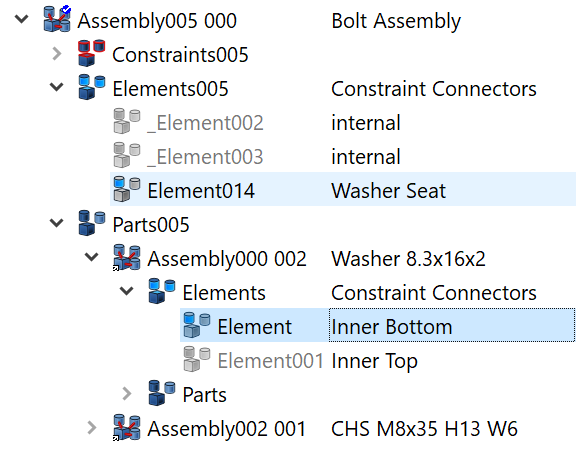 Assembly005 000 Bolt Assembly
Constraints005
Elements005 Constraint Connectors
_Element002 internal
_Element003 internal
Element014 Washer Seat
Parts005
Assembly000 002 Washer 8.3x16x2
Elements Constraint Connectors
Element Inner Bottom
Element001 Inner Top
Parts
Assembly002 001 CHS M8x35 H13 W6